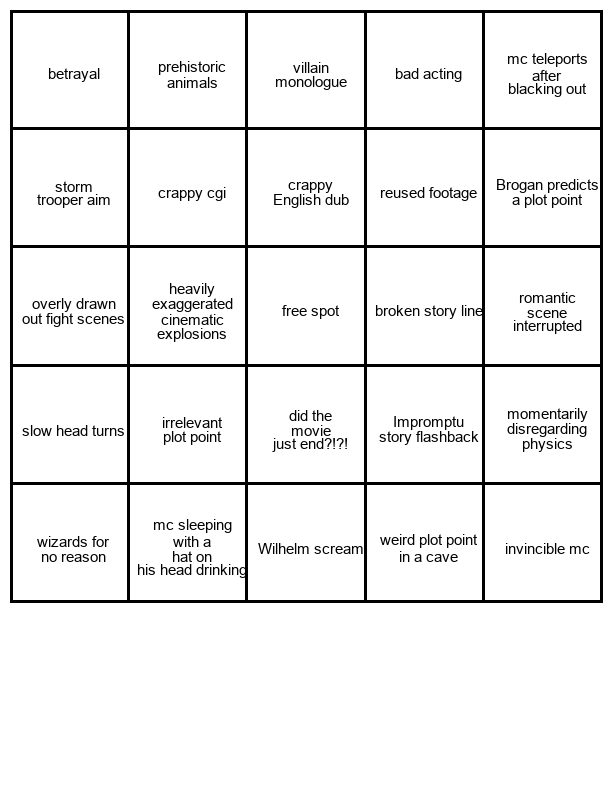 betrayal
prehistoric
animals
villain
monologue
bad acting
mc teleports
after
blacking out
storm
trooper aim
crappy cgi
crappy
English dub
reused footage
Brogan predicts
a plot point
overly drawn
out fight scenes
heavily
exaggerated
cinematic
explosions
free spot
broken story line
romantic
scene
interrupted
slow head turns
irrelevant
plot point
did the
movie
just end?!?!
Impromptu
story flashback
momentarily
disregarding
physics
wizards for
no reason
mc sleeping
with a
hat on
his head drinking
Wilhelm scream
weird plot point
in a cave
invincible mc